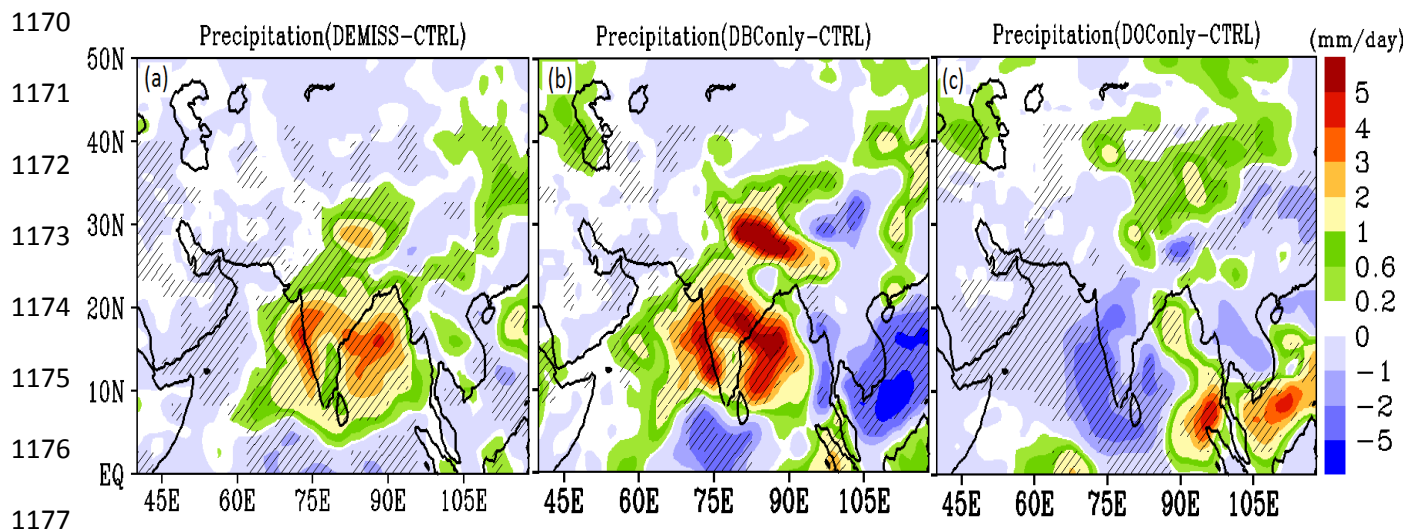 1170
Precipitation(DEMISS-CTRL) Precipitation(DBConly-CTRL) Precipitation(DOConly-CTRL) (mm/day)
50N (a) (b) (c)
1171 5
40N 4
1172 3
30N 2
1173 1
0.6
20N 0.2
1174 0
-1
10N -2
1175 -5
1176
EQ
45E 60E 75E 90E 105E 45E 60E 75E 90E 105E 45E 60E 75E 90E 105E
1177